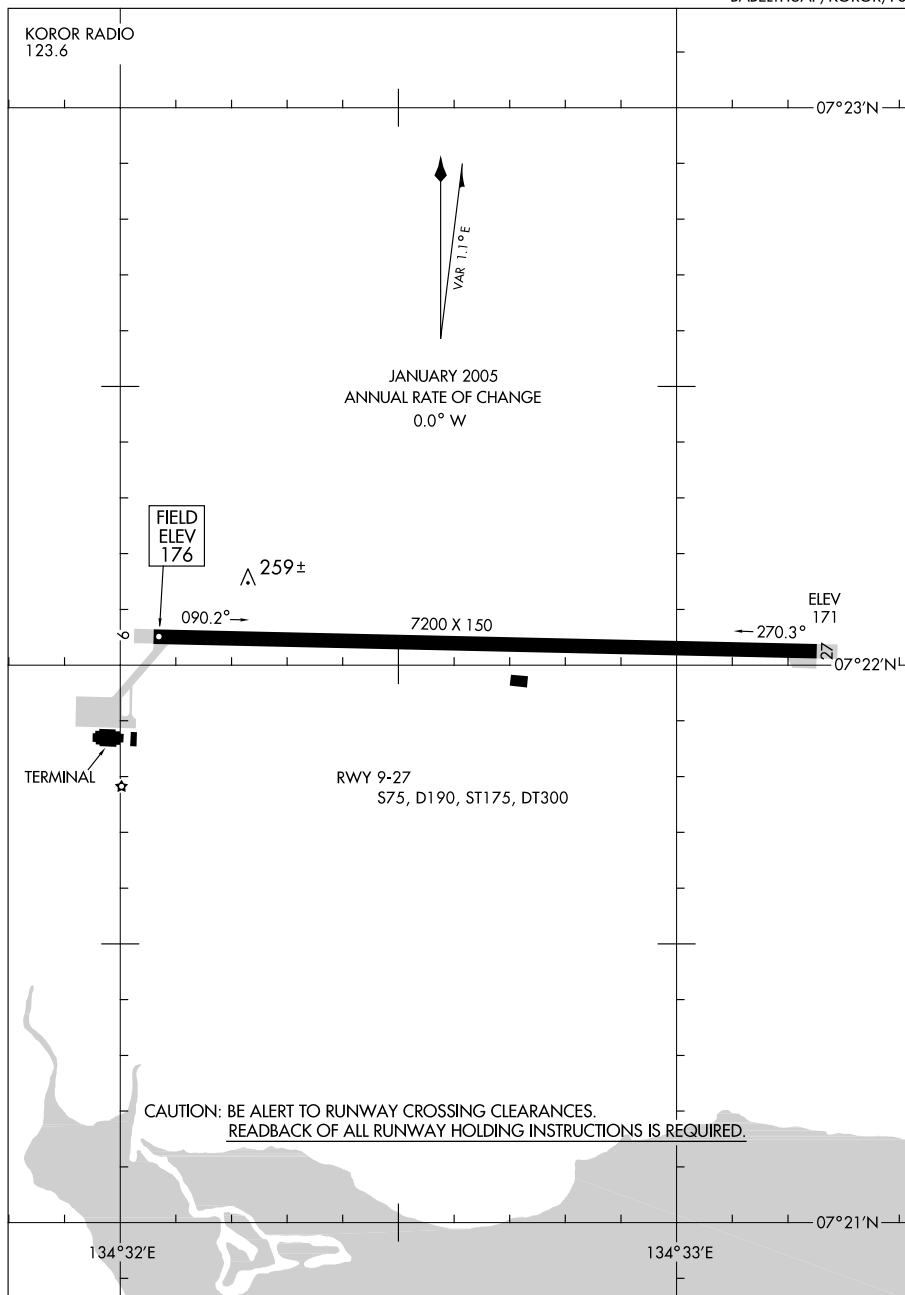 KOROR RADIO
123.6
07°23'N
VAR 1.1° E
JANUARY 2005
ANNUAL RATE OF CHANGE
0.0° W
FIELD
ELEV
176
259±
ELEV
171
9
090.2°
7200 X 150
270.3°
27
07°22'N
TERMINAL
RWY 9-27
S75, D190, ST175, DT300
CAUTION: BE ALERT TO RUNWAY CROSSING CLEARANCES.
READBACK OF ALL RUNWAY HOLDING INSTRUCTIONS IS REQUIRED.
07°21'N
134°32'E
134°33'E